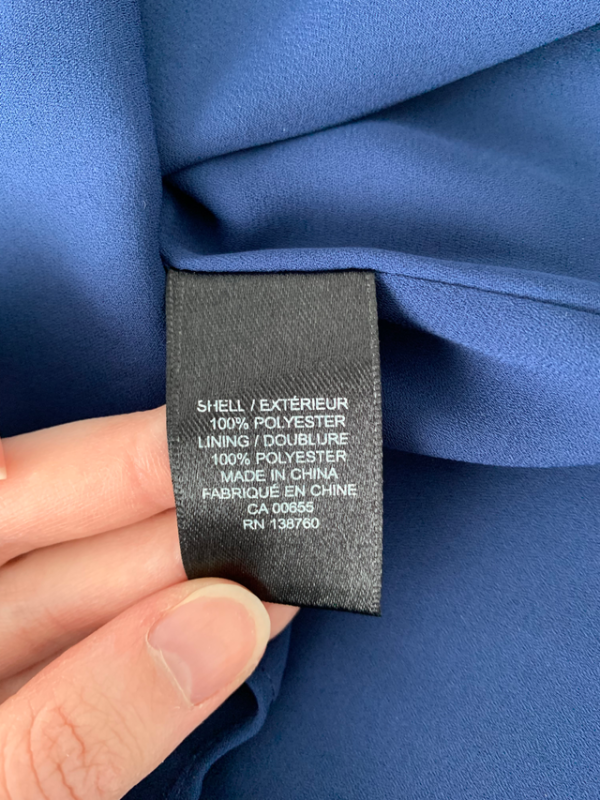 SHELL / EXTÉRIEUR
100% POLYESTER
LINING / DOUBLURE
100% POLYESTER
MADE IN CHINA
FABRIQUÉ EN CHINE
CA 00655
RN 138760